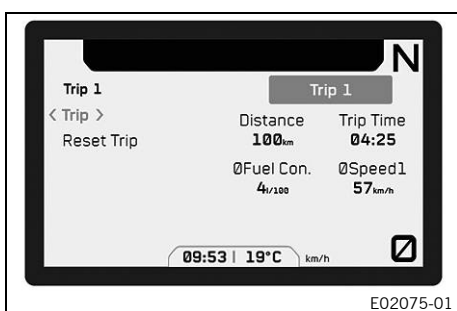 N
Trip 1
Trip 1
< Trip >
Distance Trip Time
Reset Trip
100km 04:25
ØFuel Con. ØSpeed1
4l/100 57km/h
09:53 | 19°C km/h
0
E02075-01